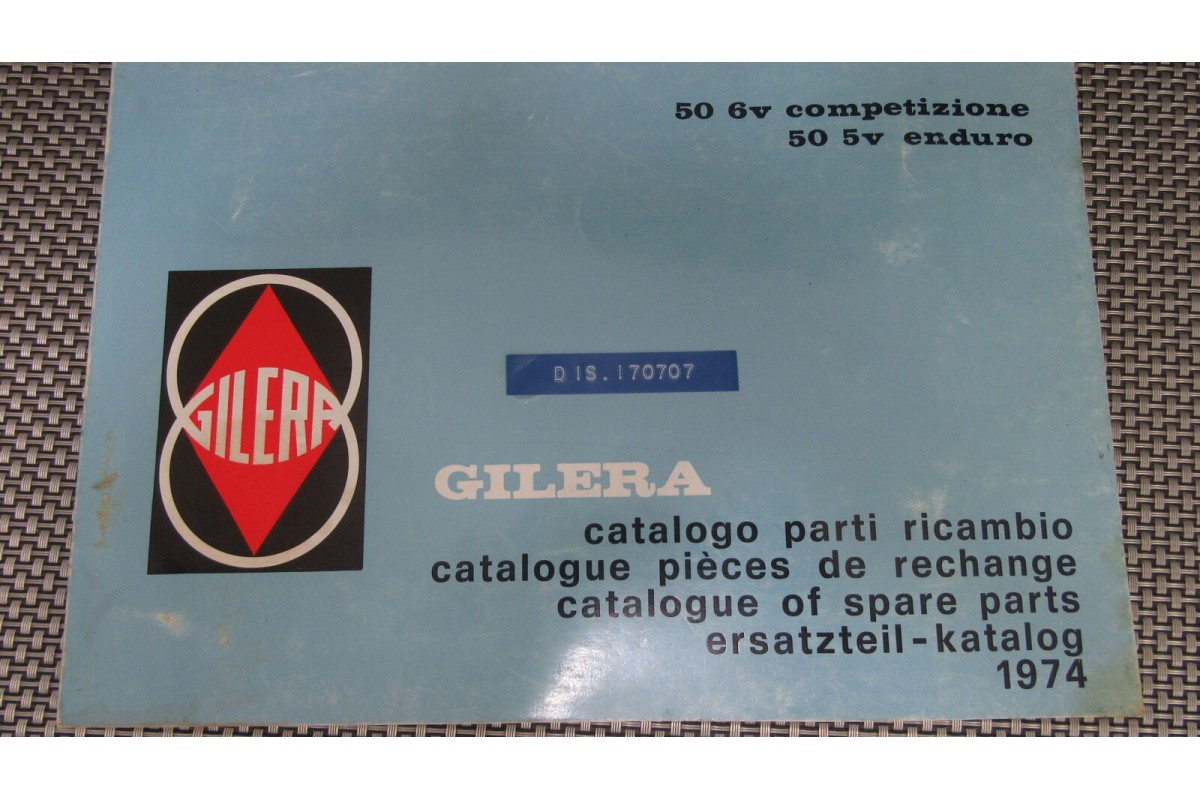 50 6v competizione
50 5v enduro
GILERA
DIS.170707
GILERA
catalogo parti ricambio
catalogue pièces de rechange
catalogue of spare parts
ersatzteil-katalog
1974